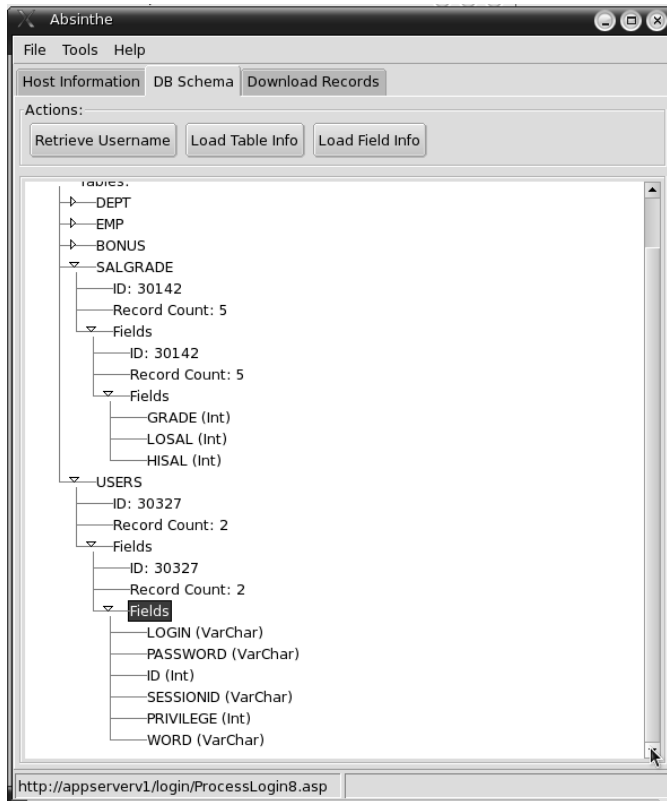 Absinthe
File Tools Help
Host Information DB Schema Download Records
Actions:
Retrieve Username Load Table Info Load Field Info
Tables:
DEPT
EMP
BONUS
SALGRADE
ID: 30142
Record Count: 5
Fields
ID: 30142
Record Count: 5
Fields
GRADE (Int)
LOSAL (Int)
HISAL (Int)
USERS
ID: 30327
Record Count: 2
Fields
ID: 30327
Record Count: 2
Fields
LOGIN (VarChar)
PASSWORD (VarChar)
ID (Int)
SESSIONID (VarChar)
PRIVILEGE (Int)
WORD (VarChar)
http://appserverv1/login/ProcessLogin8.asp